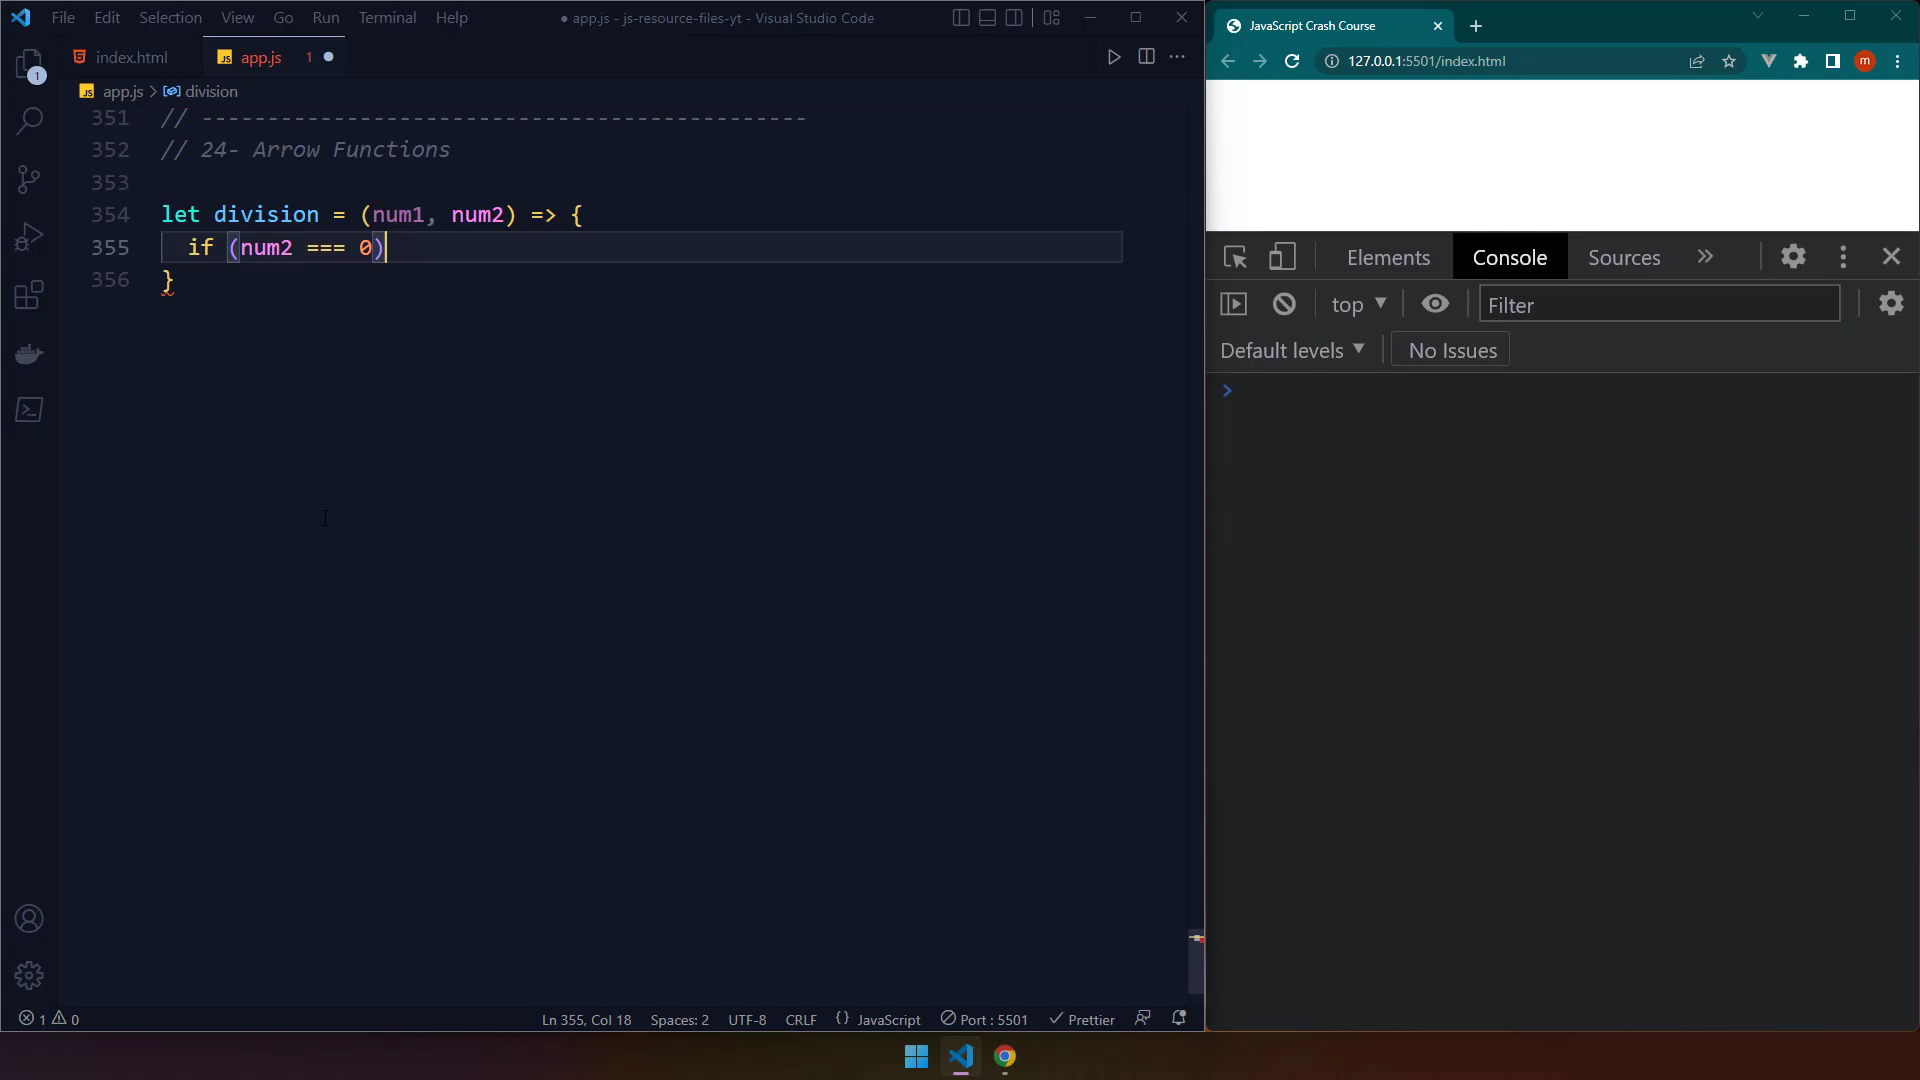 File Edit Selection View Go Run Terminal Help
● app.js - js-resource-files-yt - Visual Studio Code
index.html
JS app.js 1
JS app.js > division
351 // ----------------------------------------------
352 // 24- Arrow Functions
353
354 let division = (num1, num2) => {
355 if (num2 === 0)
356 }
1
1 0
Ln 355, Col 18 Spaces: 2 UTF-8 CRLF {} JavaScript Port : 5501 Prettier
JavaScript Crash Course
127.0.0.1:5501/index.html
m
Elements Console Sources
top Filter
Default levels No Issues